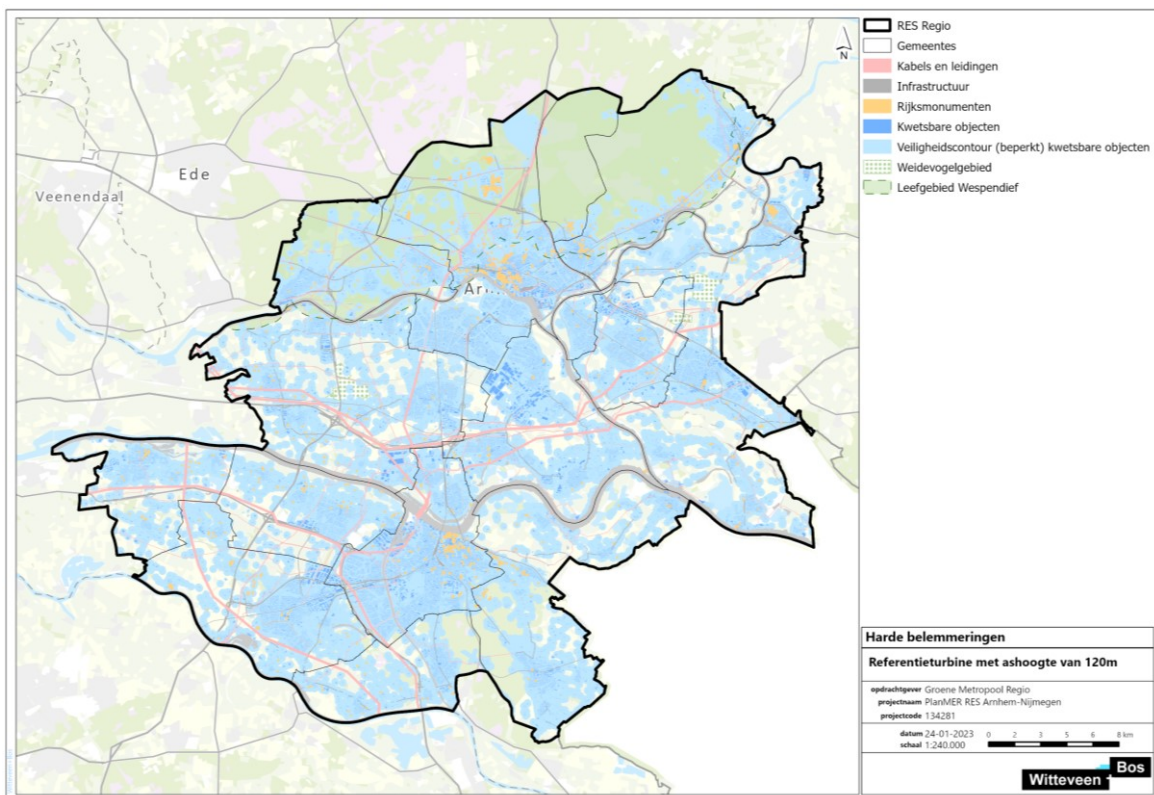 RES Regio
Gemeentes
Kabels en leidingen
Infrastructuur
Rijksmonumenten
Kwetsbare objecten
Veiligheidscontour (beperkt) kwetsbare objecten
Weidevogelgebied
Leefgebied Wespendief
N
Ede
Veenendaal
Harde belemmeringen
Referentieturbine met ashoogte van 120m
opdrachtgever Groene Metropool Regio
projectnaam PlanMER RES Arnhem-Nijmegen
projectcode 134281
datum 24-01-2023
0 2 3 5 6 8 km
schaal 1:240.000
Witteveen + Bos